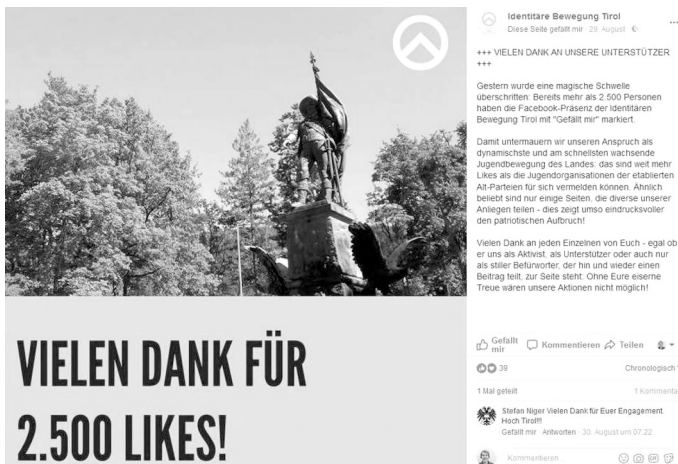 VIELEN DANK FÜR
2.500 LIKES!
Identitäre Bewegung Tirol
Diese Seite gefällt mir · 29. August ·
+++ VIELEN DANK AN UNSERE UNTERSTÜTZER
+++
Gestern wurde eine magische Schwelle
überschritten: Bereits mehr als 2.500 Personen
haben die Facebook-Präsenz der Identitären
Bewegung Tirol mit "Gefällt mir" markiert.
Damit untermauern wir unseren Anspruch als
dynamischste und am schnellsten wachsende
Jugendbewegung des Landes: das sind weit mehr
Likes als die Jugendorganisationen der etablierten
Alt-Parteien für sich vermelden können. Ähnlich
beliebt sind nur einige Seiten, die diverse unserer
Anliegen teilen - dies zeigt umso eindrucksvoller
den patriotischen Aufbruch!
Vielen Dank an jeden Einzelnen von Euch - egal ob
er uns als Aktivist, als Unterstützer oder auch nur
als stiller Befürworter, der hin und wieder einen
Beitrag teilt, zur Seite steht: Ohne Eure eiserne
Treue wären unsere Aktionen nicht möglich!
Gefällt mir
Kommentieren
Teilen
39
Chronologisch
1 Mal geteilt
1 Kommenta
Stefan Niger Vielen Dank für Euer Engagement.
Hoch Tirol!!!
Gefällt mir · Antworten · 30. August um 07:22
Kommentieren...